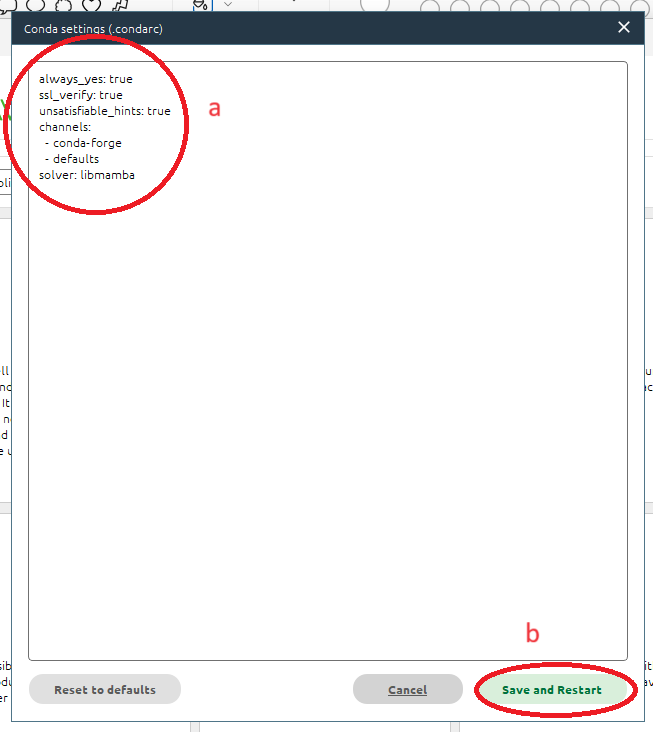 Conda settings (.condarc)
always_yes: true
ssl_verify: true
unsatisfiable_hints: true
a
channels:
- conda-forge
- defaults
solver: libmamba
b
Reset to defaults
Cancel
Save and Restart